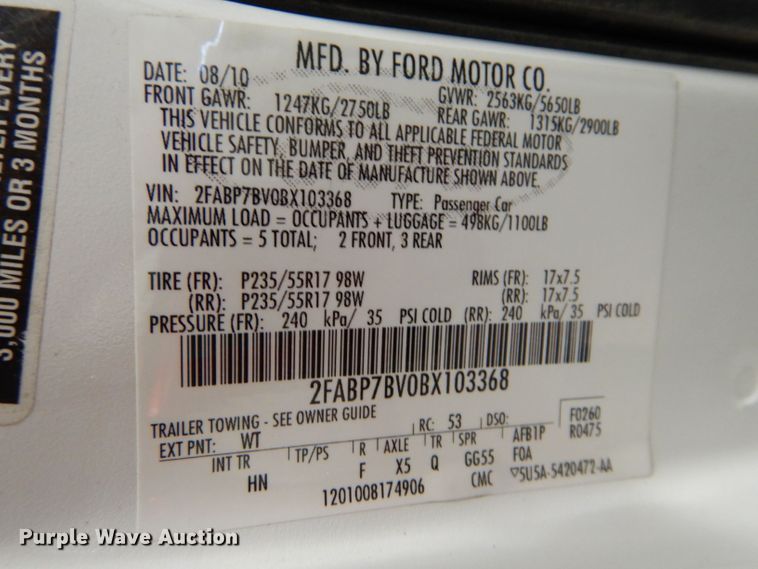 3,000 MILES OR 3 MONTHS
EVERY
MFD. BY FORD MOTOR CO.
DATE: 08/10
GVWR: 2563KG/5650LB
FRONT GAWR: 1247KG/2750LB
REAR GAWR: 1315KG/2900LB
THIS VEHICLE CONFORMS TO ALL APPLICABLE FEDERAL MOTOR
VEHICLE SAFETY, BUMPER, AND THEFT PREVENTION STANDARDS
IN EFFECT ON THE DATE OF MANUFACTURE SHOWN ABOVE.
VIN: 2FABP7BV0BX103368 TYPE: Passenger Car
MAXIMUM LOAD = OCCUPANTS + LUGGAGE = 498KG/1100LB
OCCUPANTS = 5 TOTAL; 2 FRONT, 3 REAR
TIRE (FR): P235/55R17 98W RIMS (FR): 17x7.5
(RR): P235/55R17 98W (RR): 17x7.5
PRESSURE (FR): 240 kPa/ 35 PSI COLD (RR): 240 kPa/ 35 PSI COLD
2FABP7BV0BX103368
TRAILER TOWING - SEE OWNER GUIDE RC: 53 DSO: F0260
EXT PNT: WT R0475
INT TR TP/PS R AXLE TR SPR AFB1P
HN F X5 Q GG55 FOA
1201008174906 CMC 5U5A-5420472-AA
Purple Wave Auction